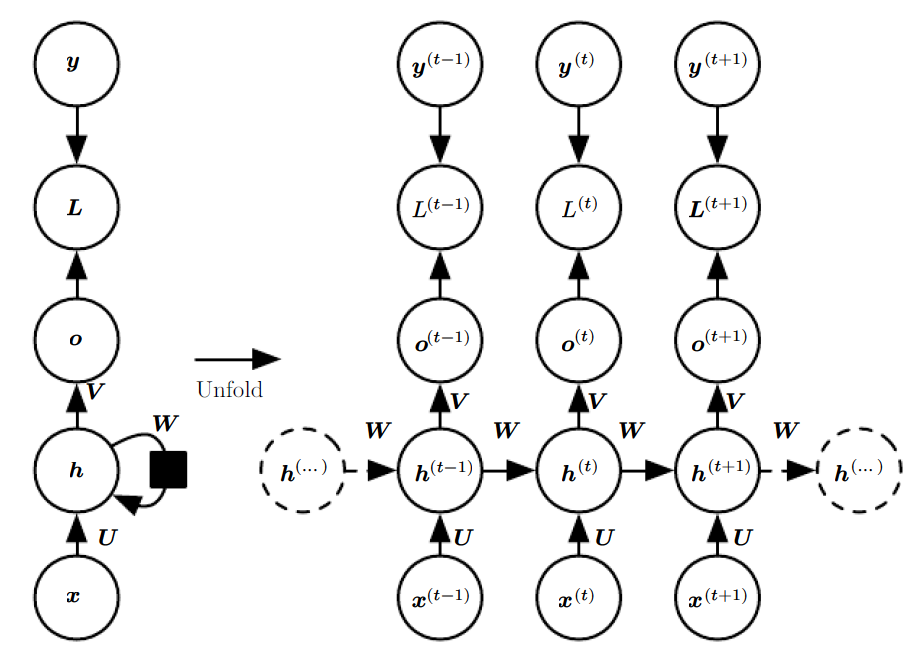 y y(t−1) y(t) y(t+1)
L L(t−1) L(t) L(t+1)
o o(t−1) o(t) o(t+1)
Unfold
V V V V
W W W W W
h h(...) h(t−1) h(t) h(t+1) h(...)
U U U U
x x(t−1) x(t) x(t+1)